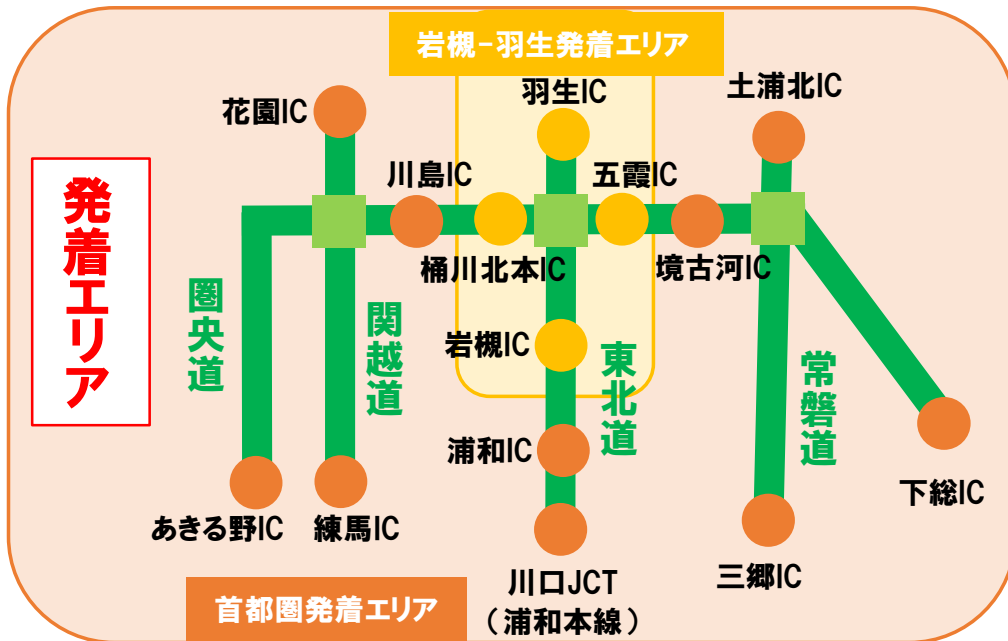 岩槻-羽生発着エリア
羽生IC
土浦北IC
花園IC
川島IC
五霞IC
発着エリア
桶川北本IC
境古河IC
圏央道
関越道
岩槻IC
東北道
常磐道
浦和IC
下総IC
あきる野IC
練馬IC
三郷IC
川口JCT
(浦和本線)
首都圏発着エリア